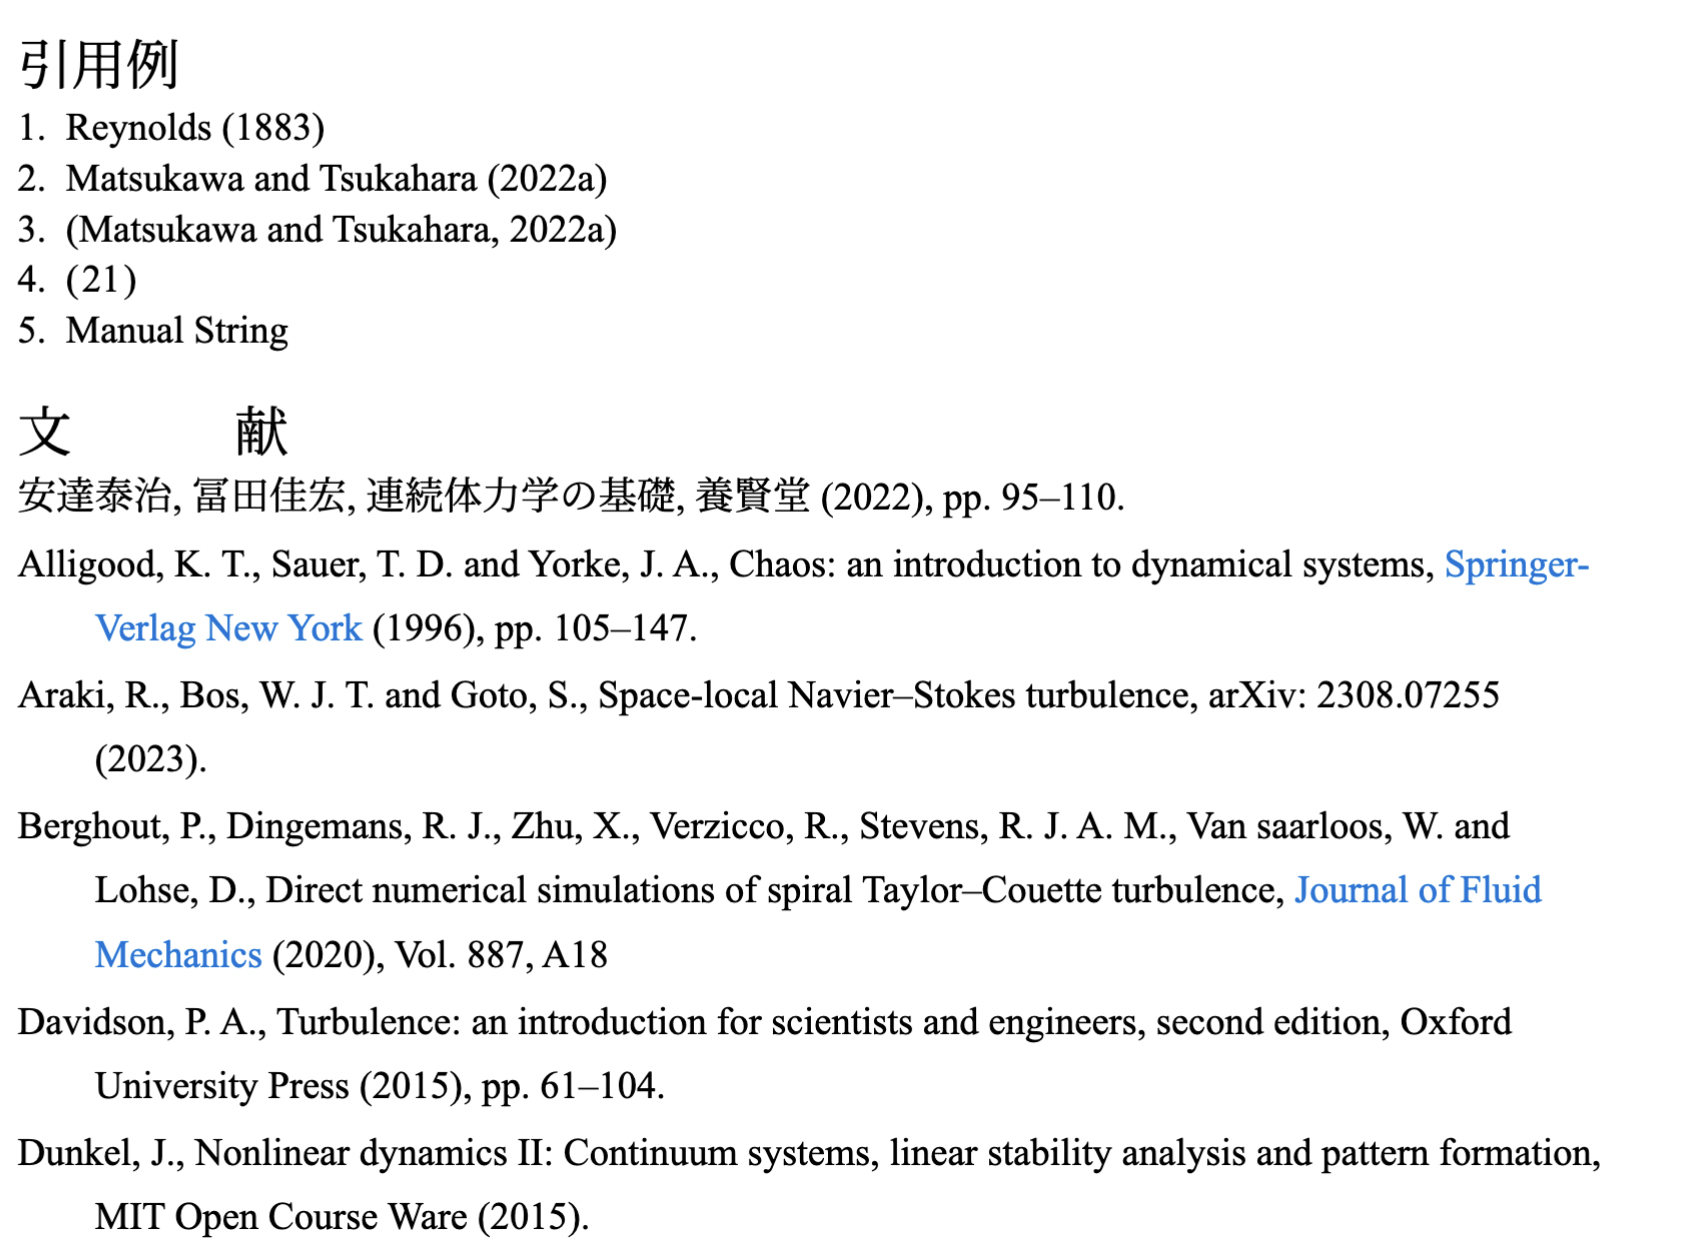 引用例
1. Reynolds (1883)
2. Matsukawa and Tsukahara (2022a)
3. (Matsukawa and Tsukahara, 2022a)
4. (21)
5. Manual String
文 献
安達泰治, 冨田佳宏, 連続体力学の基礎, 養賢堂 (2022), pp. 95–110.
Alligood, K. T., Sauer, T. D. and Yorke, J. A., Chaos: an introduction to dynamical systems, Springer-
Verlag New York (1996), pp. 105–147.
Araki, R., Bos, W. J. T. and Goto, S., Space-local Navier–Stokes turbulence, arXiv: 2308.07255
(2023).
Berghout, P., Dingemans, R. J., Zhu, X., Verzicco, R., Stevens, R. J. A. M., Van saarloos, W. and
Lohse, D., Direct numerical simulations of spiral Taylor–Couette turbulence, Journal of Fluid
Mechanics (2020), Vol. 887, A18
Davidson, P. A., Turbulence: an introduction for scientists and engineers, second edition, Oxford
University Press (2015), pp. 61–104.
Dunkel, J., Nonlinear dynamics II: Continuum systems, linear stability analysis and pattern formation,
MIT Open Course Ware (2015).